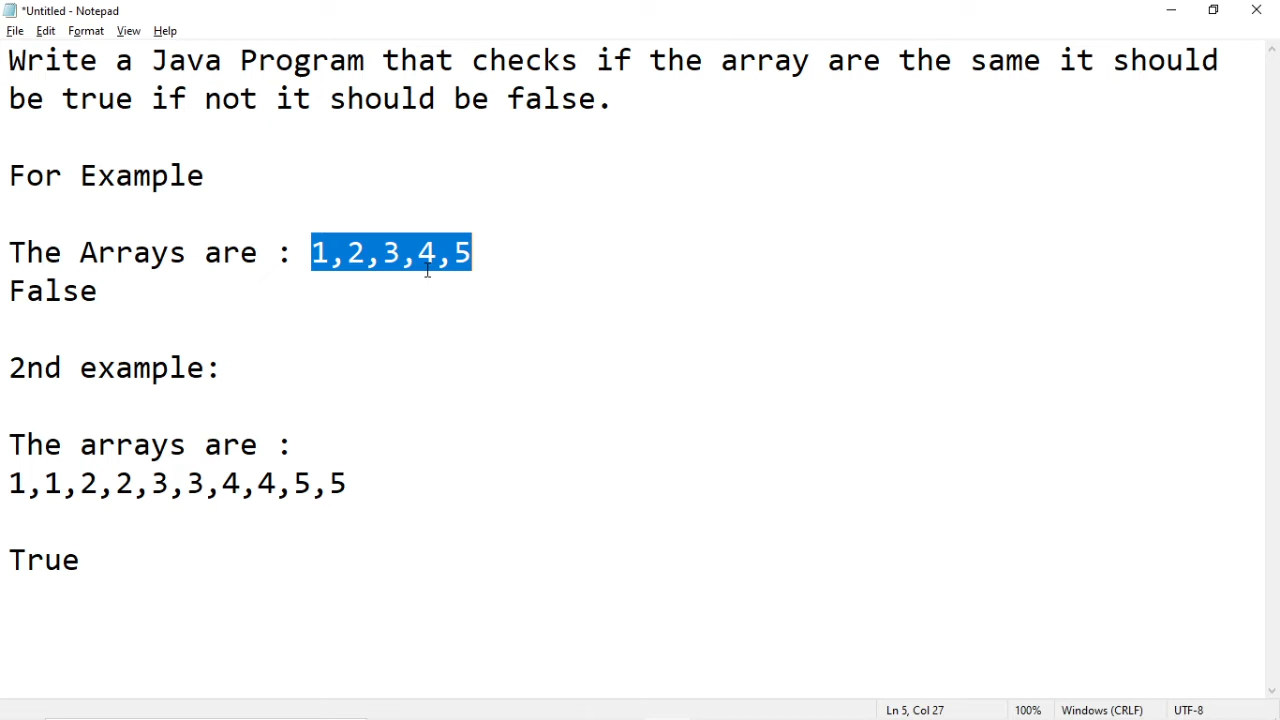 *Untitled - Notepad
File Edit Format View Help
Write a Java Program that checks if the array are the same it should
be true if not it should be false.
For Example
The Arrays are : 1,2,3,4,5
False
2nd example:
The arrays are :
1,1,2,2,3,3,4,4,5,5
True
Ln 5, Col 27 100% Windows (CRLF) UTF-8